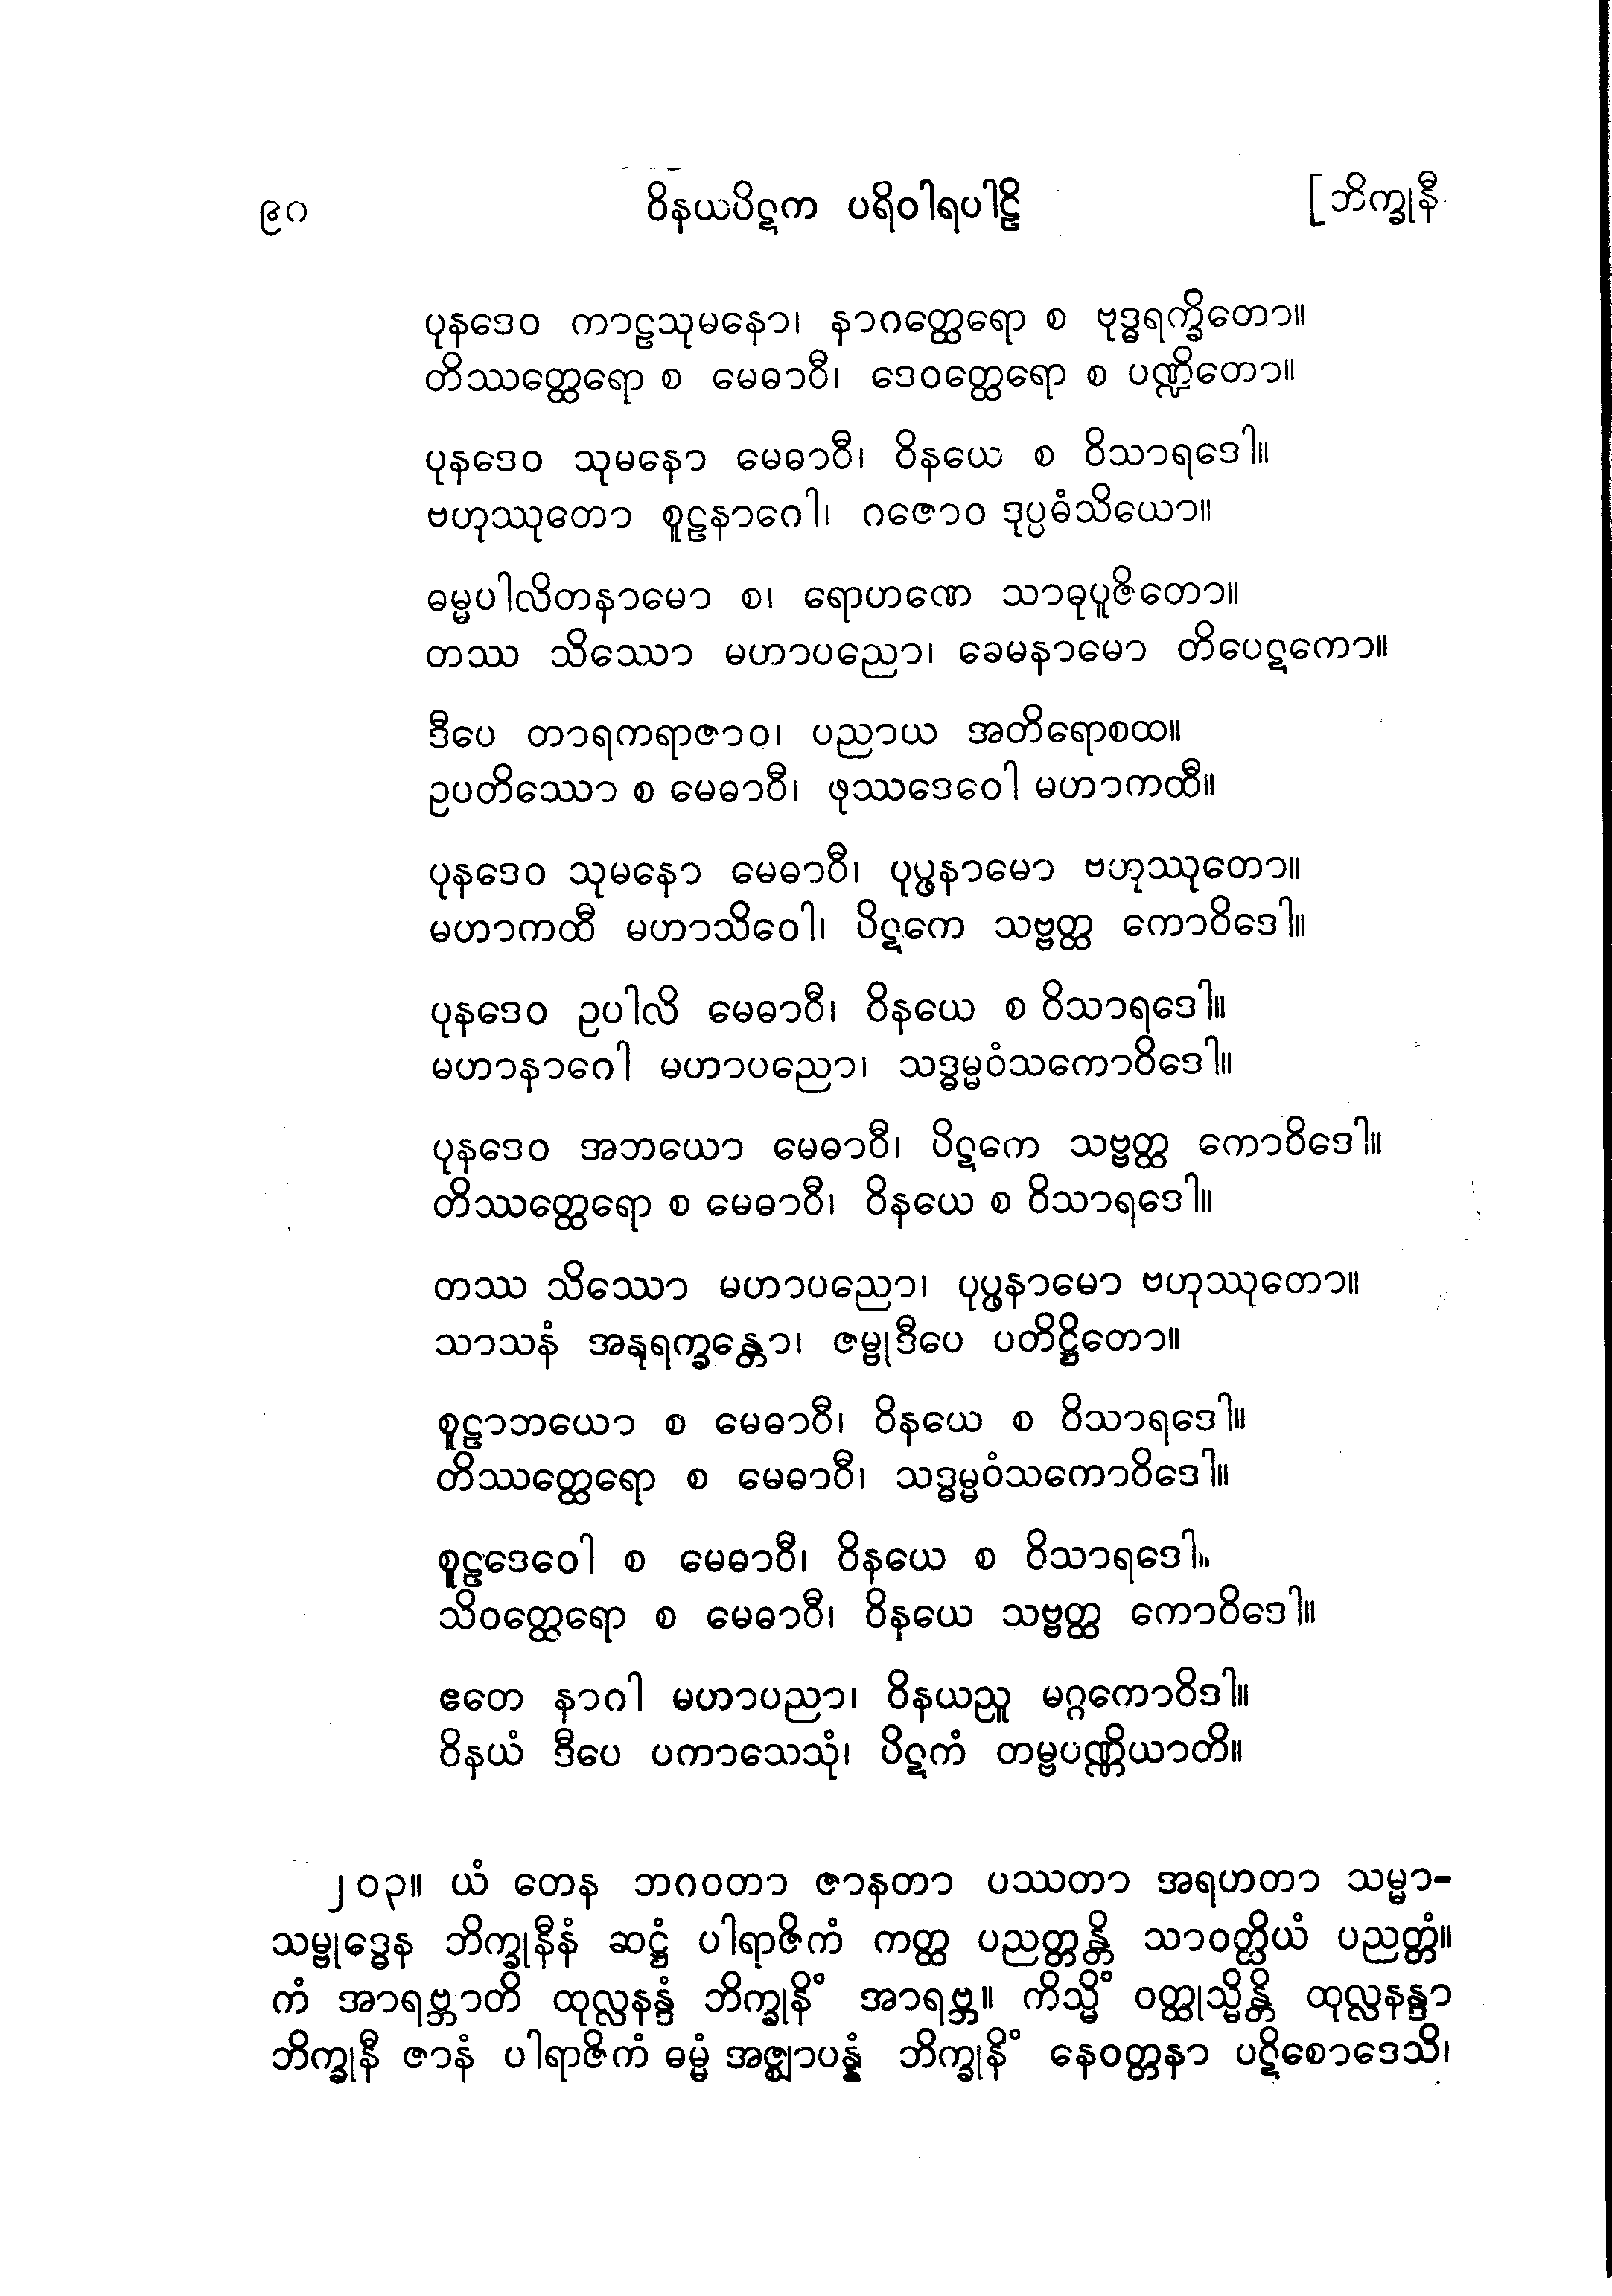 ၉၀ ဝိနယပိဋက ပရိဝါရပါဠိ [ဘိက္ခုနီ
ပုနဒေဝ ကာဠသုမနော၊ နာဂတ္ထေရော စ ဗုဒ္ဓရက္ခိတော။
တိဿတ္ထေရော စ မေဓာဝီ၊ ဒေဝတ္ထေရော စ ပဏ္ဍိတော။
ပုနဒေဝ သုမနော မေဓာဝီ၊ ဝိနယေ စ ဝိသာရဒေါ။
ဗဟုဿုတော စူဠနာဂေါ၊ ဂဇောဝ ဒုပ္ပဓံသိယော။
ဓမ္မပါလိတနာမော စ၊ ရောဟဏေ သာဓုပူဇိတော။
တဿ သိဿော မဟာပညော၊ ခေမနာမော တိပေဋကော။
ဒီပေ တာရကရာဇာဝ၊ ပညာယ အတိရောစထ။
ဥပတိဿော စ မေဓာဝီ၊ ဖုဿဒေဝေါ မဟာကထီ။
ပုနဒေဝ သုမနော မေဓာဝီ၊ ပုပ္ဖနာမော ဗဟုဿုတော။
မဟာကထီ မဟာသိဝေါ၊ ပိဋကေ သဗ္ဗတ္ထ ကောဝိဒေါ။
ပုနဒေဝ ဥပါလိ မေဓာဝီ၊ ဝိနယေ စ ဝိသာရဒေါ။
မဟာနာဂေါ မဟာပညော၊ သဒ္ဓမ္မဝံသကောဝိဒေါ။
ပုနဒေဝ အဘယော မေဓာဝီ၊ ပိဋကေ သဗ္ဗတ္ထ ကောဝိဒေါ။
တိဿတ္ထေရော စ မေဓာဝီ၊ ဝိနယေ စ ဝိသာရဒေါ။
တဿ သိဿော မဟာပညော၊ ပုပ္ဖနာမော ဗဟုဿုတော။
သာသနံ အနုရက္ခန္တော၊ ဇမ္ဗုဒီပေ ပတိဋ္ဌိတော။
စူဠာဘယော စ မေဓာဝီ၊ ဝိနယေ စ ဝိသာရဒေါ။
တိဿတ္ထေရော စ မေဓာဝီ၊ သဒ္ဓမ္မဝံသကောဝိဒေါ။
စူဠဒေဝေါ စ မေဓာဝီ၊ ဝိနယေ စ ဝိသာရဒေါ။
သိဝတ္ထေရော စ မေဓာဝီ၊ ဝိနယေ သဗ္ဗတ္ထ ကောဝိဒေါ။
ဧတေ နာဂါ မဟာပညာ၊ ဝိနယညူ မဂ္ဂကောဝိဒါ။
ဝိနယံ ဒီပေ ပကာသေသုံ၊ ပိဋကံ တမ္ဗပဏ္ဏိယာတိ။
၂၀၃။ ယံ တေန ဘဂဝတာ ဇာနတာ ပဿတာ အရဟတာ သမ္မာ-
သမ္ဗုဒ္ဓေန ဘိက္ခုနီနံ ဆဋ္ဌံ ပါရာဇိကံ ကတ္ထ ပညတ္တန္တိ သာဝတ္ထိယံ ပညတ္တံ။
ကံ အာရဗ္ဘာတိ ထုလ္လနန္ဒံ ဘိက္ခုနိံ အာရဗ္ဘ။ ကိသ္မိံ ဝတ္ထုသ္မိန္တိ ထုလ္လနန္ဒာ
ဘိက္ခုနီ ဇာနံ ပါရာဇိကံ ဓမ္မံ အဇ္ဈာပန္နံ ဘိက္ခုနိံ နေဝတ္တနာ ပဋိစောဒေသိ၊